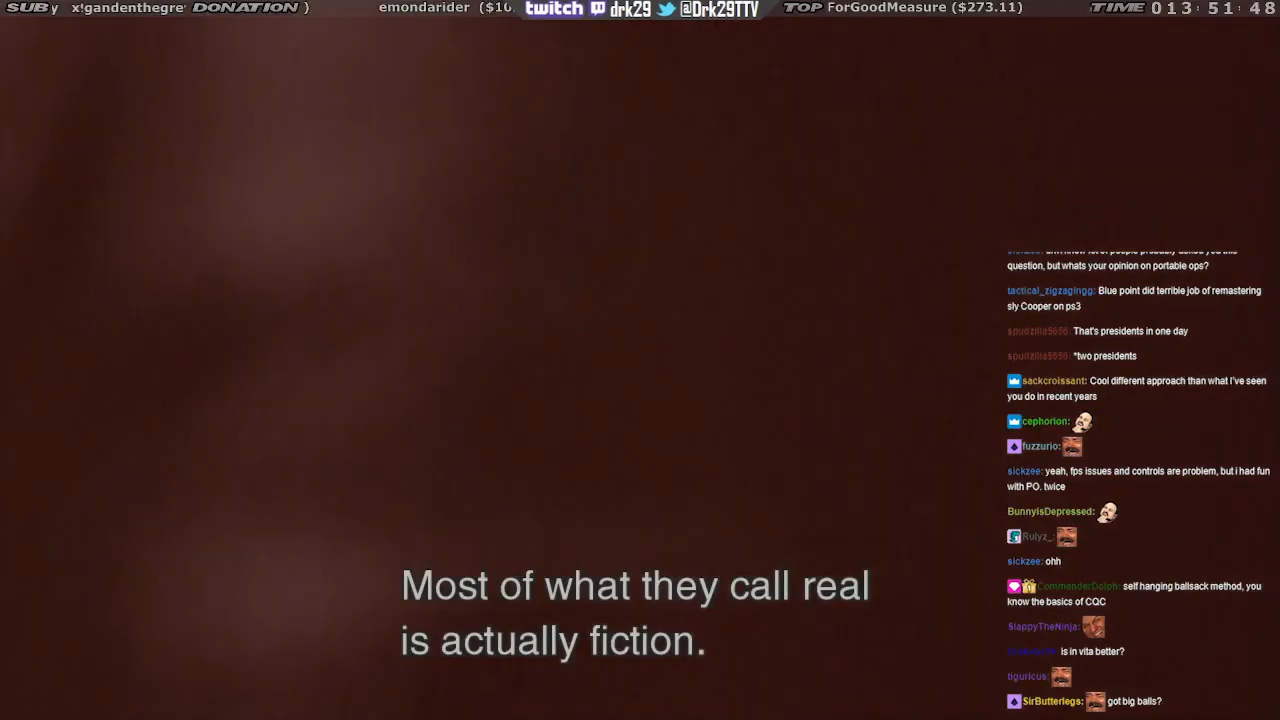 SUBy x!gandenthegre DONATION ) emondarider ($10. twitch drk29 @Drk29TTV TOP ForGoodMeasure ($273.11) TIME 013:51:48
question, but whats your opinion on portable ops?
tactical_zigzagingg: Blue point did terrible job of remastering
sly Cooper on ps3
spudzilla5656: That's presidents in one day
spudzilla5656: *two presidents
sackcroissant: Cool different approach than what I've seen
you do in recent years
cephorion:
fuzzurio:
sickzee: yeah, fps issues and controls are problem, but i had fun
with PO. twice
BunnyisDepressed:
Rulyz_:
sickzee: ohh
CommanderDolph: self hanging ballsack method, you
know the basics of CQC
SlappyTheNinja:
is in vita better?
tiguricus:
SirButterlegs: got big balls?
Most of what they call real
is actually fiction.